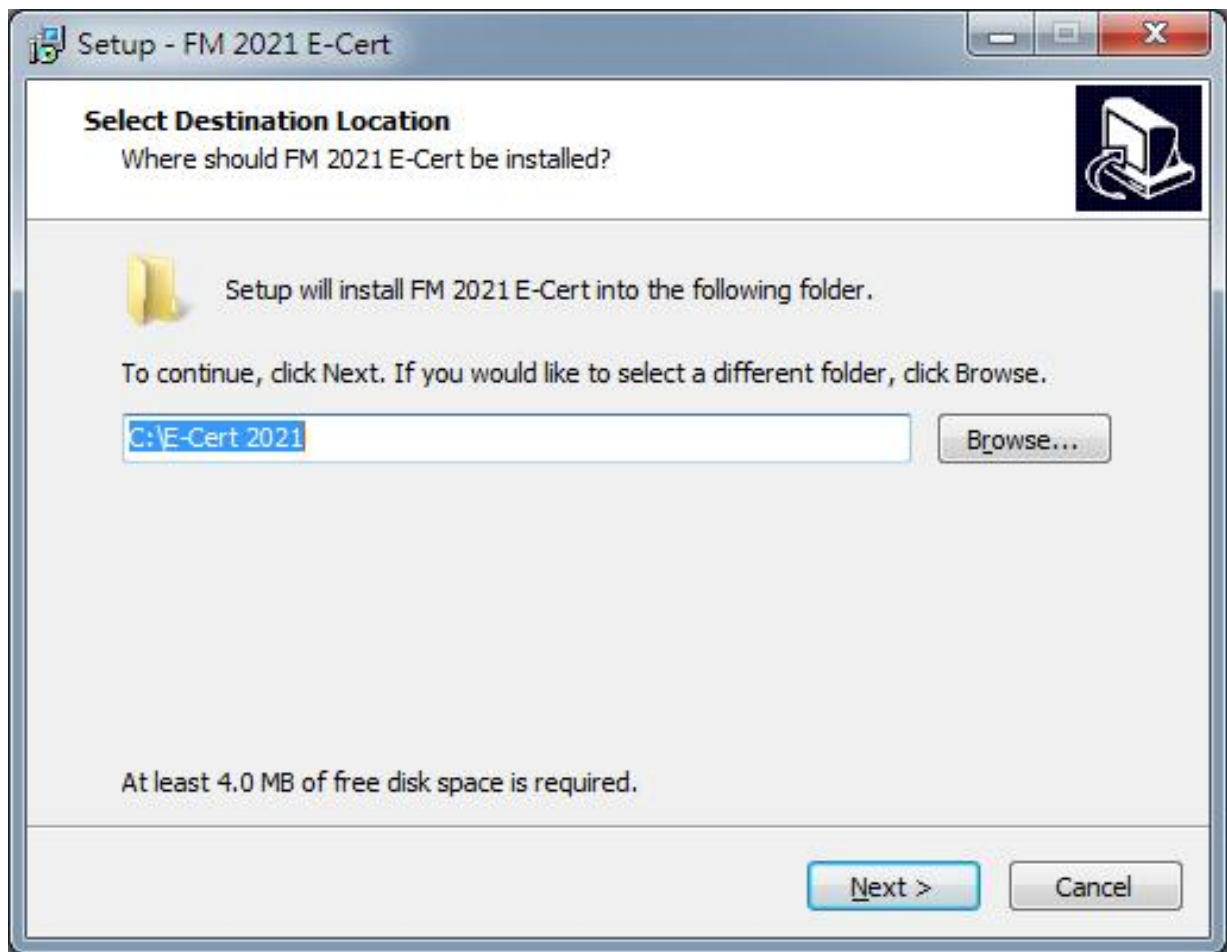 Setup - FM 2021 E-Cert
Select Destination Location
Where should FM 2021 E-Cert be installed?
Setup will install FM 2021 E-Cert into the following folder.
To continue, click Next. If you would like to select a different folder, click Browse.
C:\E-Cert 2021
Browse...
At least 4.0 MB of free disk space is required.
Next >
Cancel